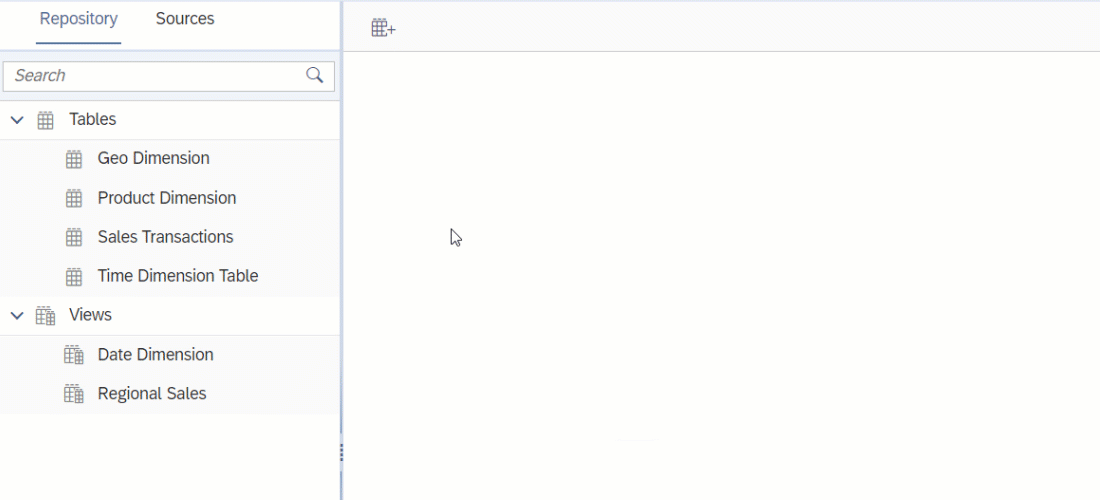 Repository Sources
Search
Tables
Geo Dimension
Product Dimension
Sales Transactions
Time Dimension Table
Views
Date Dimension
Regional Sales